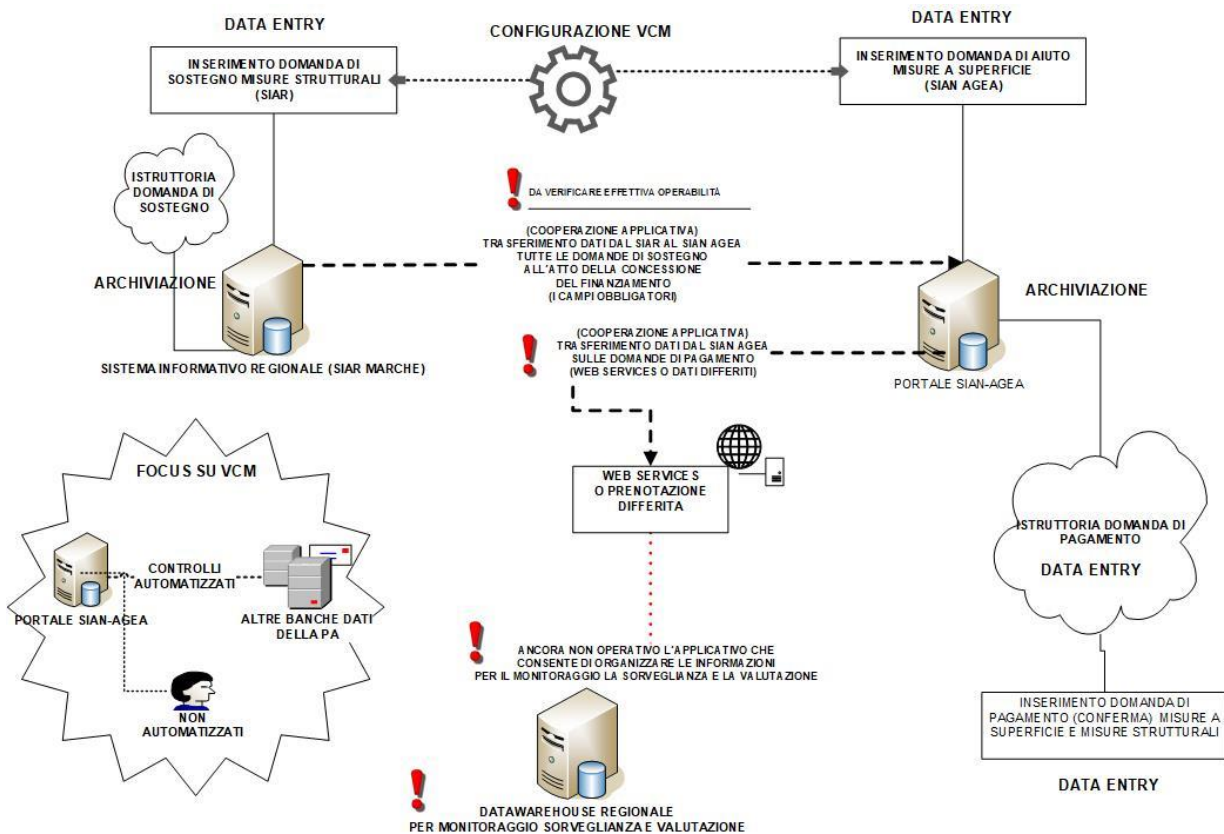 DATA ENTRY
INSERIMENTO DOMANDA DI
SOSTEGNO MISURE STRUTTURALI
(SIAR)
CONFIGURAZIONE VCM
DATA ENTRY
INSERIMENTO DOMANDA DI AIUTO
MISURE A SUPERFICIE
(SIAN AGEA)
ISTRUTTORIA
DOMANDA DI
SOSTEGNO
DA VERIFICARE EFFETTIVA OPERABILITÀ
(COOPERAZIONE APPLICATIVA)
TRASFERIMENTO DATI DAL SIAR AL SIAN AGEA
TUTTE LE DOMANDE DI SOSTEGNO
ALL'ATTO DELLA CONCESSIONE
DEL FINANZIAMENTO
(I CAMPI OBBLIGATORI)
ARCHIVIAZIONE
SISTEMA INFORMATIVO REGIONALE (SIAR MARCHE)
ARCHIVIAZIONE
PORTALE SIAN-AGEA
(COOPERAZIONE APPLICATIVA)
TRASFERIMENTO DATI DAL SIAN AGEA
SULLE DOMANDE DI PAGAMENTO
(WEB SERVICES O DATI DIFFERITI)
WEB SERVICES
O PRENOTAZIONE
DIFFERITA
FOCUS SU VCM
CONTROLLI
AUTOMATIZZATI
PORTALE SIAN-AGEA
ALTRE BANCHE DATI
DELLA PA
NON
AUTOMATIZZATI
ISTRUTTORIA DOMANDA DI
PAGAMENTO
DATA ENTRY
ANCORA NON OPERATIVO L'APPLICATIVO CHE
CONSENTE DI ORGANIZZARE LE INFORMAZIONI
PER IL MONITORAGGIO LA SORVEGLIANZA E LA VALUTAZIONE
INSERIMENTO DOMANDA DI
PAGAMENTO (CONFERMA) MISURE A
SUPERFICIE E MISURE STRUTTURALI
DATA ENTRY
DATAWAREHOUSE REGIONALE
PER MONITORAGGIO SORVEGLIANZA E VALUTAZIONE